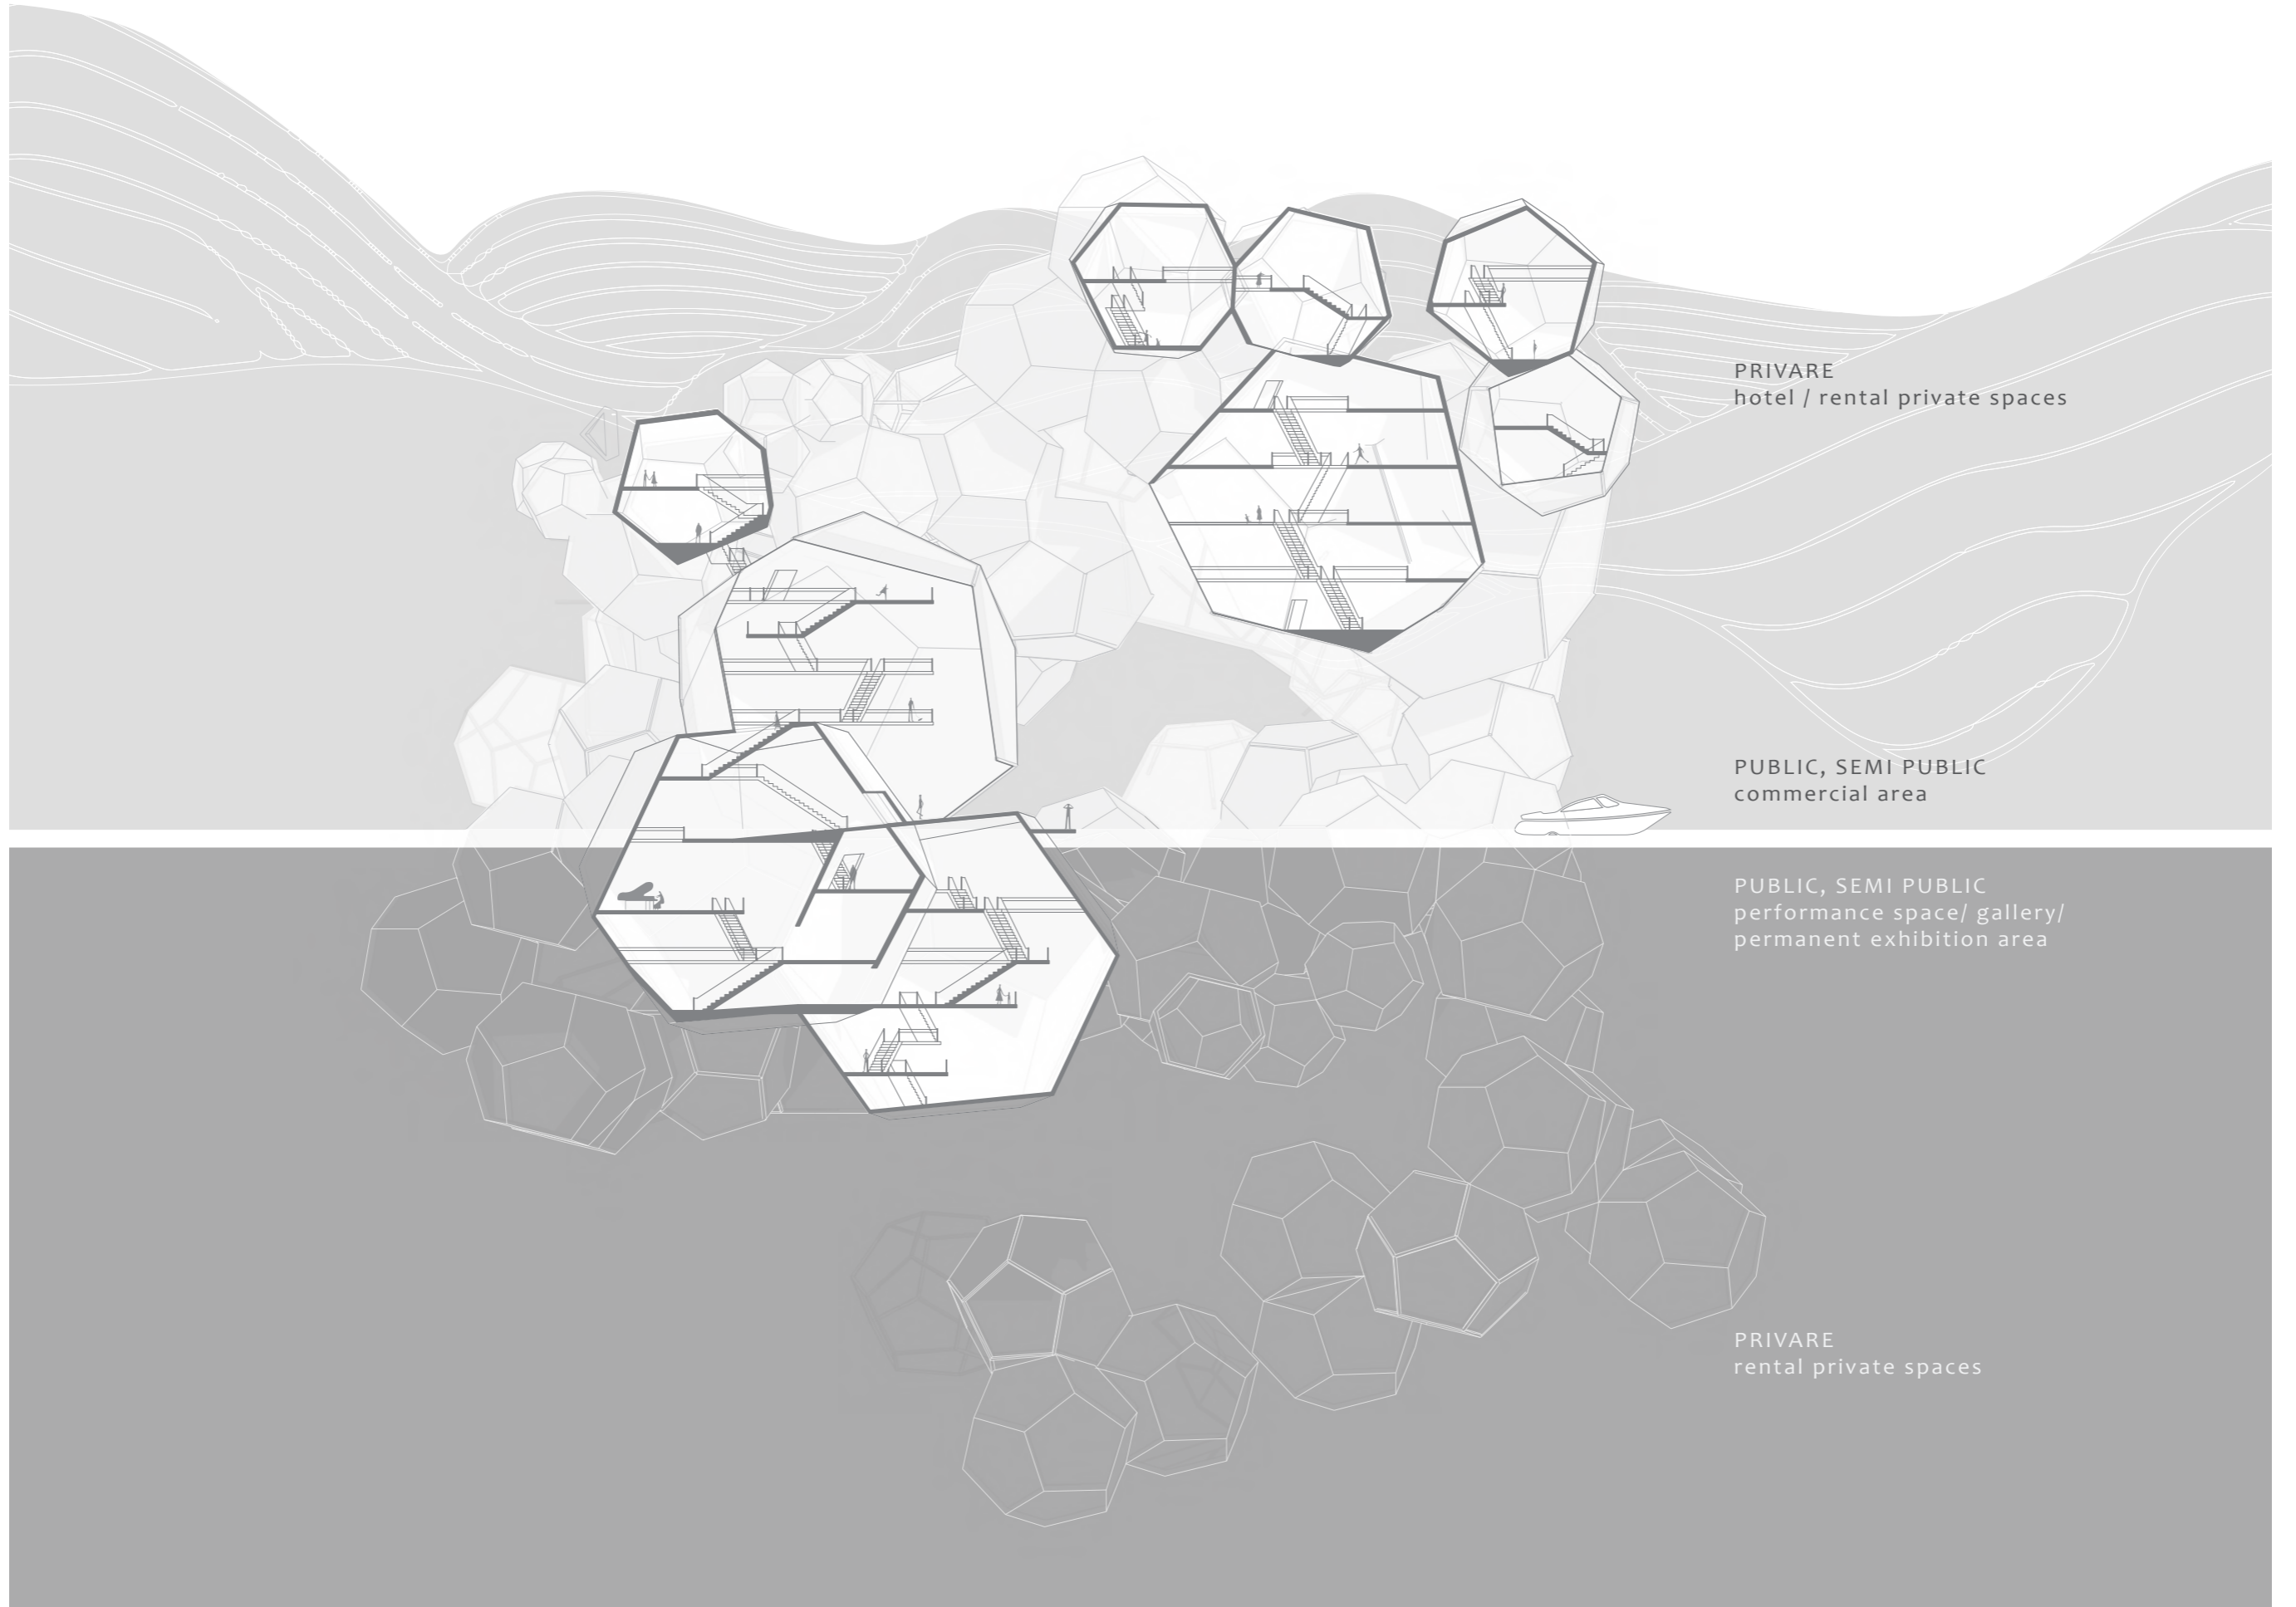 PRIVARE
hotel / rental private spaces
PUBLIC, SEMI PUBLIC
commercial area
PUBLIC, SEMI PUBLIC
performance space/ gallery/
permanent exhibition area
PRIVARE
rental private spaces